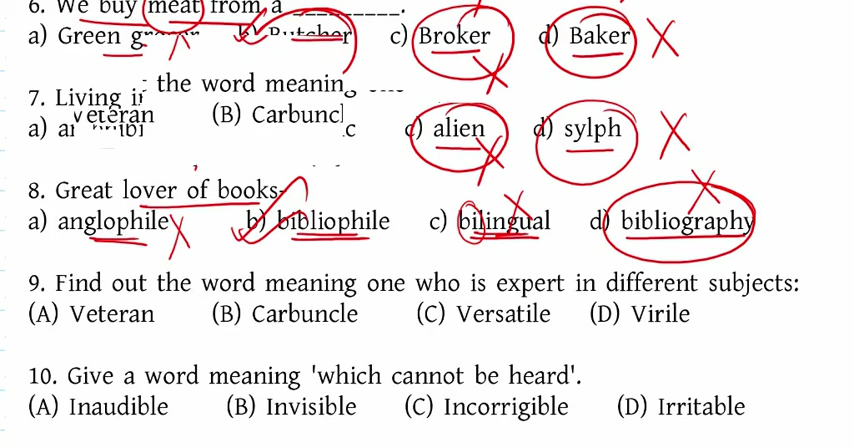 6. We buy meat from a __________.
a) Green b) Butcher c) Broker d) Baker
the word meaning
7. Living
veteran (B) Carbuncl
a) c) alien d) sylph
8. Great lover of books-
a) anglophile b) bibliophile c) bilingual d) bibliography
9. Find out the word meaning one who is expert in different subjects:
(A) Veteran (B) Carbuncle (C) Versatile (D) Virile
10. Give a word meaning 'which cannot be heard'.
(A) Inaudible (B) Invisible (C) Incorrigible (D) Irritable